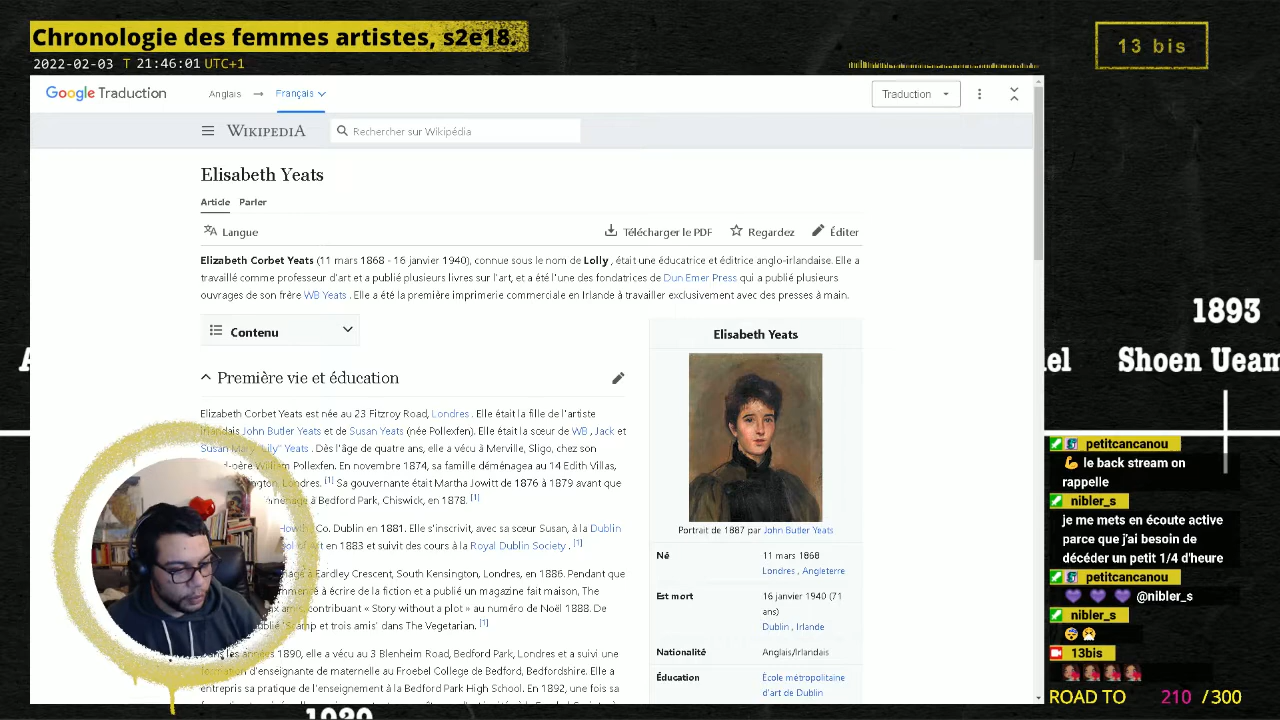 Chronologie des femmes artistes, s2e18,
2022-02-03 T 21:46:01 UTC+1
13 bis
Google Traduction
Anglais → Français
Traduction
WIKIPEDIA
Rechercher sur Wikipédia
Elisabeth Yeats
Article Parler
Langue
Télécharger le PDF Regardez Éditer
Elizabeth Corbet Yeats (11 mars 1868 - 16 janvier 1940), connue sous le nom de Lolly , était une éducatrice et éditrice anglo-irlandaise. Elle a
travaillé comme professeur d'art et a publié plusieurs livres sur l'art, et a été l'une des fondatrices de Dun Emer Press qui a publié plusieurs
ouvrages de son frère WB Yeats . Elle a été la première imprimerie commerciale en Irlande à travailler exclusivement avec des presses à main.
Contenu
Première vie et éducation
Elizabeth Corbet Yeats est née au 23 Fitzroy Road, Londres . Elle était la fille de l'artiste
irlandais John Butler Yeats et de Susan Yeats (née Pollexfen). Elle était la sœur de WB , Jack et
Susan Mary "Lily" Yeats . Dès l'âge de quatre ans, elle a vécu à Merville, Sligo, chez son
-père William Pollexfen. En novembre 1874, sa famille déménagea au 14 Edith Villas,
Londres. [1] Sa gouvernante était Martha Jowitt de 1876 à 1879 avant que
à Bedford Park, Chiswick, en 1878. [1]
Co. Dublin en 1881. Elle s'inscrivit, avec sa sœur Susan, à la Dublin
of Art en 1883 et suivit des cours à la Royal Dublin Society . [1]
à Eardley Crescent, South Kensington, Londres, en 1886. Pendant que
à écrire de la fiction et a publié un magazine fait maison, The
contribuant « Story without a plot » au numéro de Noël 1888. De
« Scamp et trois amis » dans The Vegetarian. [1]
Dans les années 1890, elle a vécu au 3 Blenheim Road, Bedford Park, Londres et a suivi une
formation d'enseignante de maternelle au Froebel College de Bedford, Bedfordshire. Elle a
entrepris sa pratique de l'enseignement à la Bedford Park High School. En 1892, une fois sa
Elisabeth Yeats
Portrait de 1887 par John Butler Yeats
Né 11 mars 1868
Londres , Angleterre
Est mort 16 janvier 1940 (71
ans)
Dublin , Irlande
Nationalité Anglais/Irlandais
Éducation École métropolitaine
d'art de Dublin
1893
el Shoen Ueam
petitcancanou
💪 le back stream on
rappelle
nibler_s
je me mets en écoute active
parce que j'ai besoin de
décéder un petit 1/4 d'heure
petitcancanou
💜 💜 💜 @nibler_s
nibler_s
13bis
ROAD TO 210 / 300